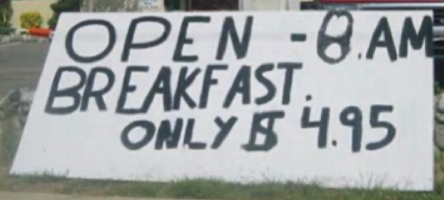 OPEN - 8.AM
BREAKFAST.
ONLY $ 4.95